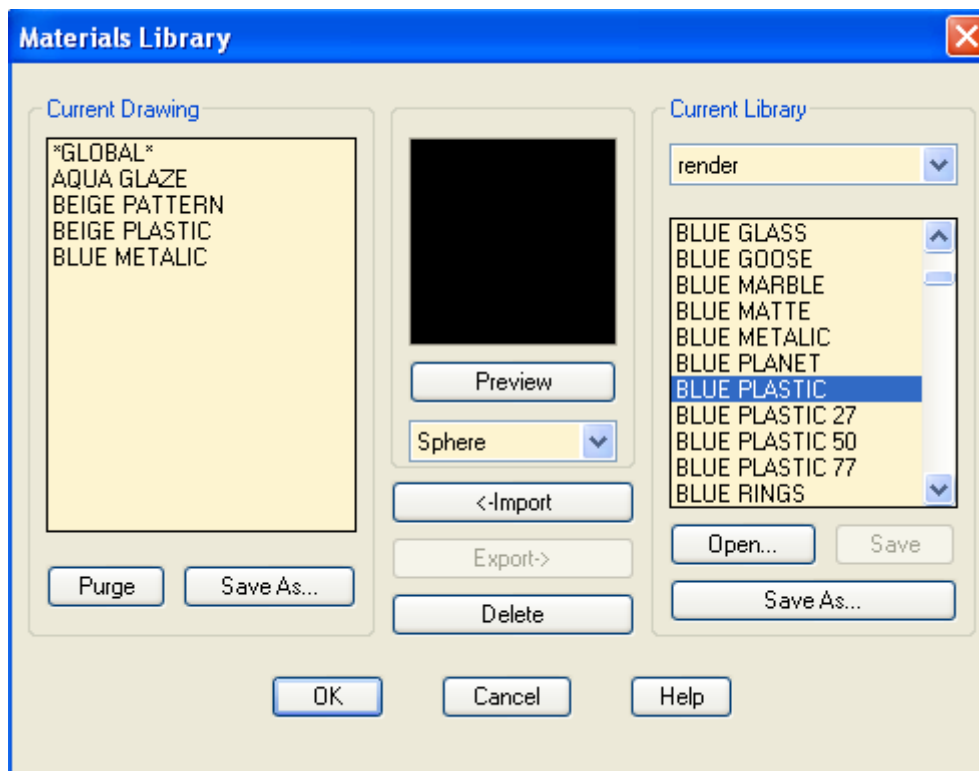 Materials Library
Current Drawing
*GLOBAL*
AQUA GLAZE
BEIGE PATTERN
BEIGE PLASTIC
BLUE METALIC
Purge
Save As...
Preview
Sphere
<-Import
Export->
Delete
Current Library
render
BLUE GLASS
BLUE GOOSE
BLUE MARBLE
BLUE MATTE
BLUE METALIC
BLUE PLANET
BLUE PLASTIC
BLUE PLASTIC 27
BLUE PLASTIC 50
BLUE PLASTIC 77
BLUE RINGS
Open...
Save
Save As...
OK
Cancel
Help